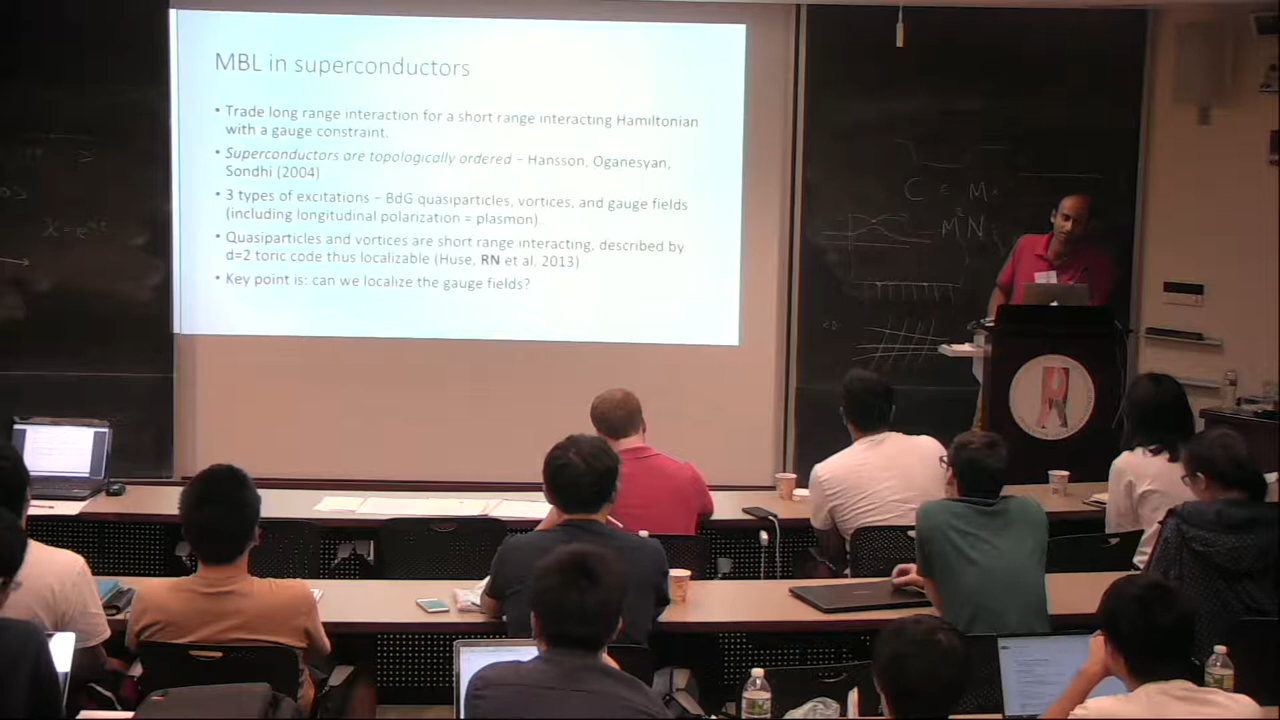 MBL in superconductors
• Trade long range interaction for a short range interacting Hamiltonian
with a gauge constraint.
• Superconductors are topologically ordered – Hansson, Oganesyan,
Sondhi (2004)
• 3 types of excitations – BdG quasiparticles, vortices, and gauge fields
(including longitudinal polarization = plasmon)
• Quasiparticles and vortices are short range interacting, described by
d=2 toric code thus localizable (Huse, RN et al, 2013)
• Key point is: can we localize the gauge fields?